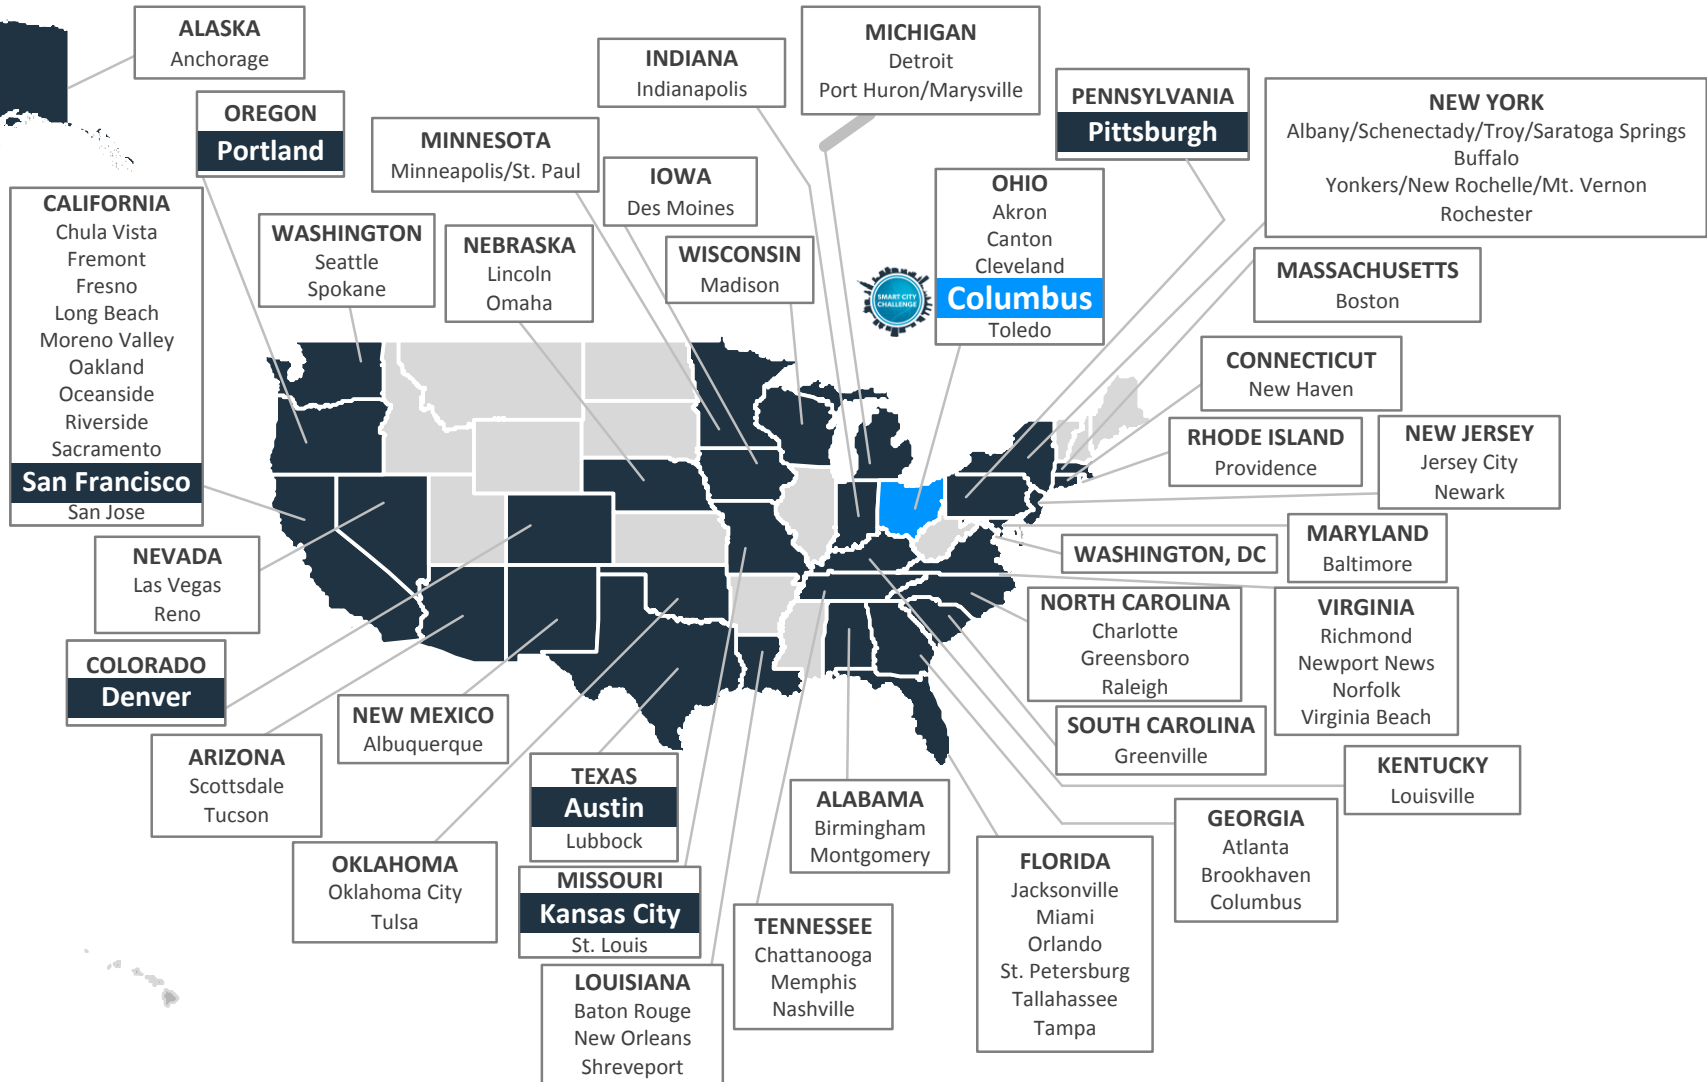 ALASKA
Anchorage
OREGON
Portland
CALIFORNIA
Chula Vista
Fremont
Fresno
Long Beach
Moreno Valley
Oakland
Oceanside
Riverside
Sacramento
San Francisco
San Jose
WASHINGTON
Seattle
Spokane
MINNESOTA
Minneapolis/St. Paul
NEBRASKA
Lincoln
Omaha
INDIANA
Indianapolis
IOWA
Des Moines
WISCONSIN
Madison
MICHIGAN
Detroit
Port Huron/Marysville
SMART CITY
CHALLENGE
OHIO
Akron
Canton
Cleveland
Columbus
Toledo
PENNSYLVANIA
Pittsburgh
NEW YORK
Albany/Schenectady/Troy/Saratoga Springs
Buffalo
Yonkers/New Rochelle/Mt. Vernon
Rochester
MASSACHUSETTS
Boston
CONNECTICUT
New Haven
RHODE ISLAND
Providence
NEW JERSEY
Jersey City
Newark
MARYLAND
Baltimore
WASHINGTON, DC
NEVADA
Las Vegas
Reno
COLORADO
Denver
ARIZONA
Scottsdale
Tucson
NEW MEXICO
Albuquerque
OKLAHOMA
Oklahoma City
Tulsa
TEXAS
Austin
Lubbock
MISSOURI
Kansas City
St. Louis
LOUISIANA
Baton Rouge
New Orleans
Shreveport
TENNESSEE
Chattanooga
Memphis
Nashville
ALABAMA
Birmingham
Montgomery
NORTH CAROLINA
Charlotte
Greensboro
Raleigh
VIRGINIA
Richmond
Newport News
Norfolk
Virginia Beach
SOUTH CAROLINA
Greenville
KENTUCKY
Louisville
GEORGIA
Atlanta
Brookhaven
Columbus
FLORIDA
Jacksonville
Miami
Orlando
St. Petersburg
Tallahassee
Tampa